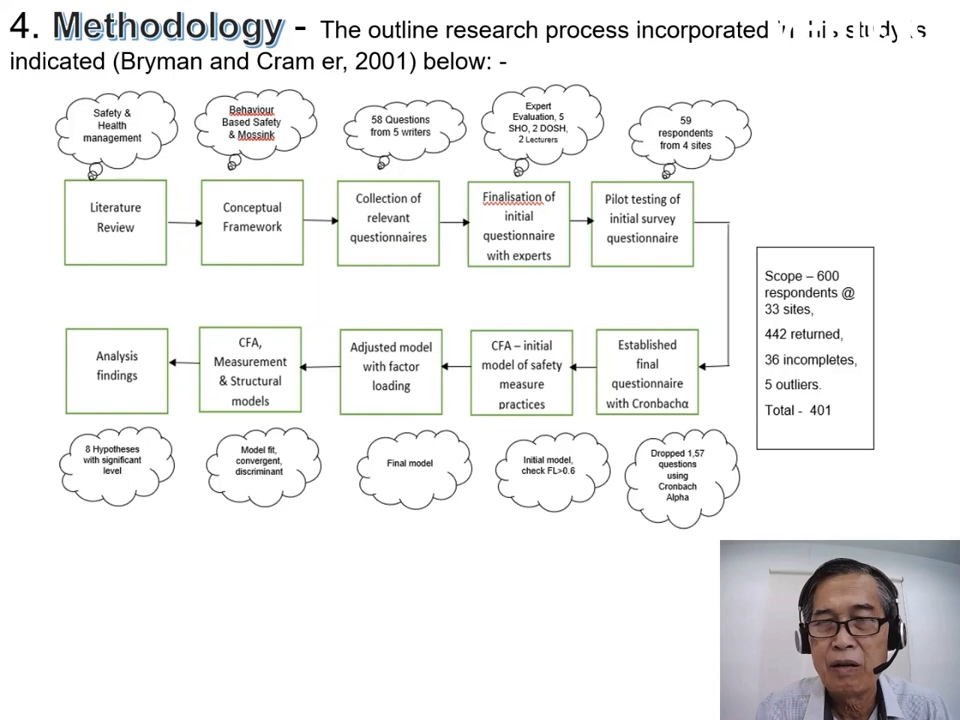 4. Methodology - The outline research process incorporated in his study is
indicated (Bryman and Cram er, 2001) below: -
Safety &
Health
management
Behaviour
Based Safety
& Mossink
58 Questions
from 5 writers
Expert
Evaluation, 5
SHO, 2 DOSH,
2 Lecturers
59
respondents
from 4 sites
Literature
Review
Conceptual
Framework
Collection of
relevant
questionnaires
Finalisation of
initial
questionnaire
with experts
Pilot testing of
initial survey
questionnaire
Scope – 600
respondents @
33 sites,
442 returned,
36 incompletes,
5 outliers.
Total - 401
Analysis
findings
CFA,
Measurement
& Structural
models
Adjusted model
with factor
loading
CFA – initial
model of safety
measure
practices
Established
final
questionnaire
with Cronbachα
8 Hypotheses
with significant
level
Model fit,
convergent,
discriminant
Final model
Initial model,
check FL>0.6
Dropped 1,57
questions
using
Cronbach
Alpha